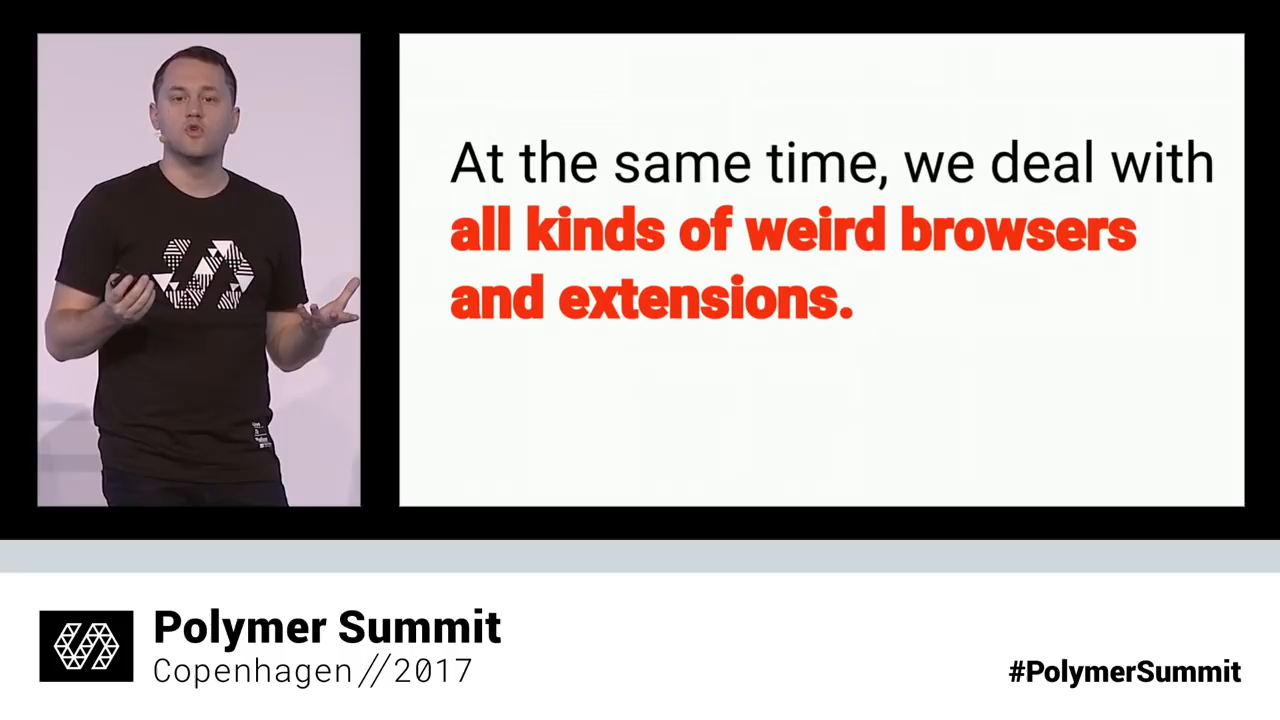 At the same time, we deal with
all kinds of weird browsers
and extensions.
Polymer Summit
Copenhagen//2017
#PolymerSummit